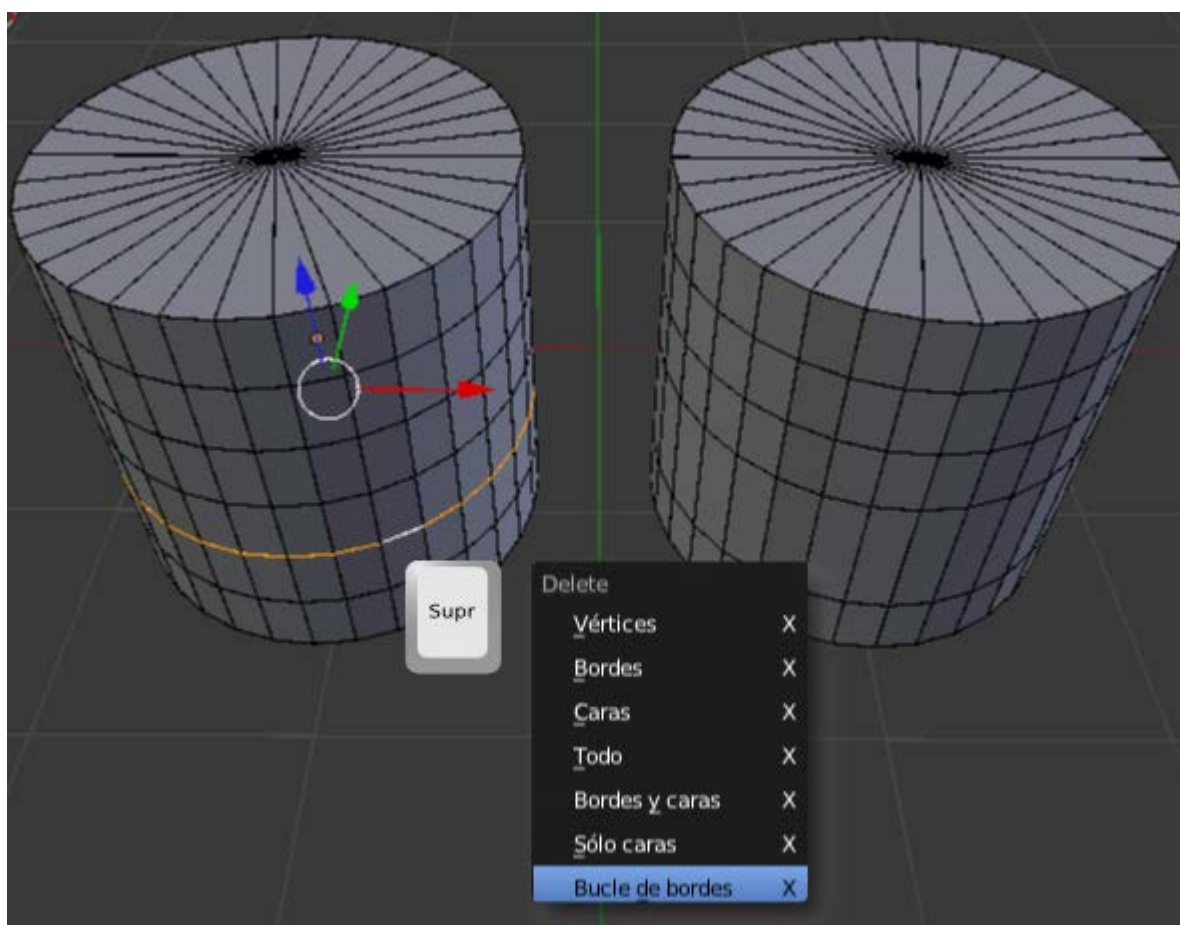 Supr
Delete
Vértices X
Bordes X
Caras X
Todo X
Bordes y caras X
Sólo caras X
Bucle de bordes X